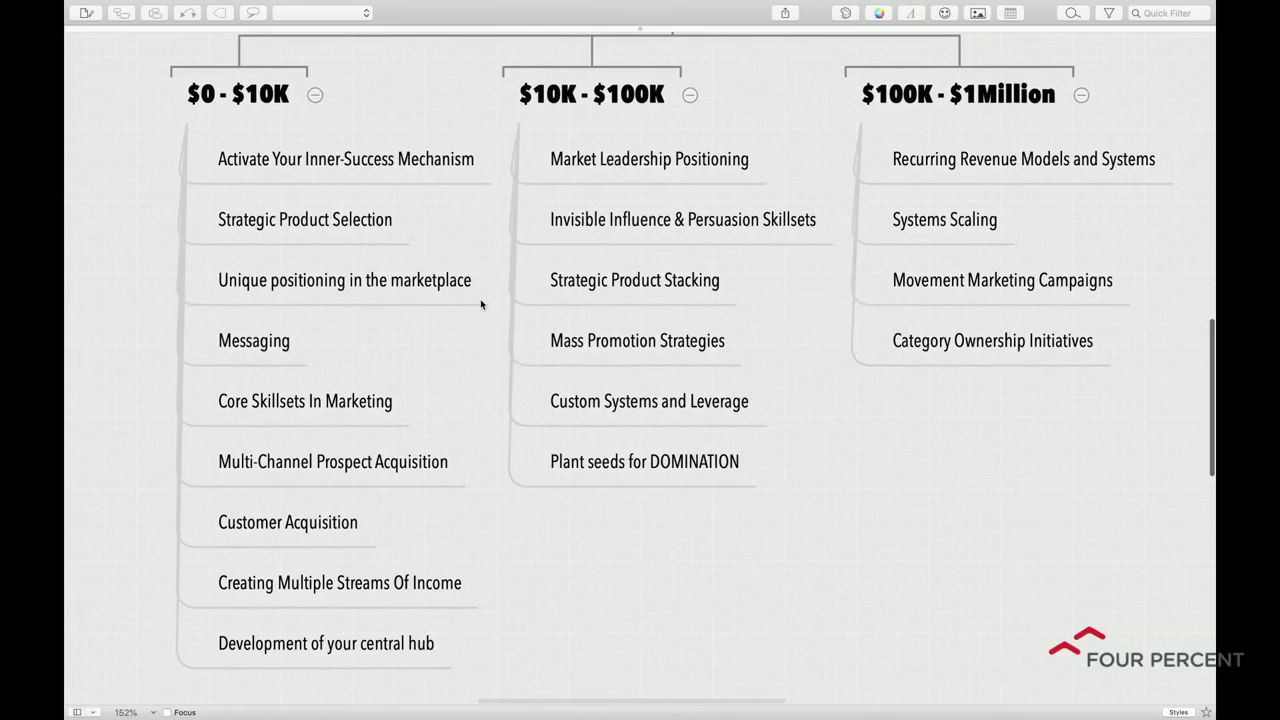 Quick Filter
$0 - $10K
Activate Your Inner-Success Mechanism
Strategic Product Selection
Unique positioning in the marketplace
Messaging
Core Skillsets In Marketing
Multi-Channel Prospect Acquisition
Customer Acquisition
Creating Multiple Streams Of Income
Development of your central hub
$10K - $100K
Market Leadership Positioning
Invisible Influence & Persuasion Skillsets
Strategic Product Stacking
Mass Promotion Strategies
Custom Systems and Leverage
Plant seeds for DOMINATION
$100K - $1Million
Recurring Revenue Models and Systems
Systems Scaling
Movement Marketing Campaigns
Category Ownership Initiatives
FOUR PERCENT
152%
Focus
Styles